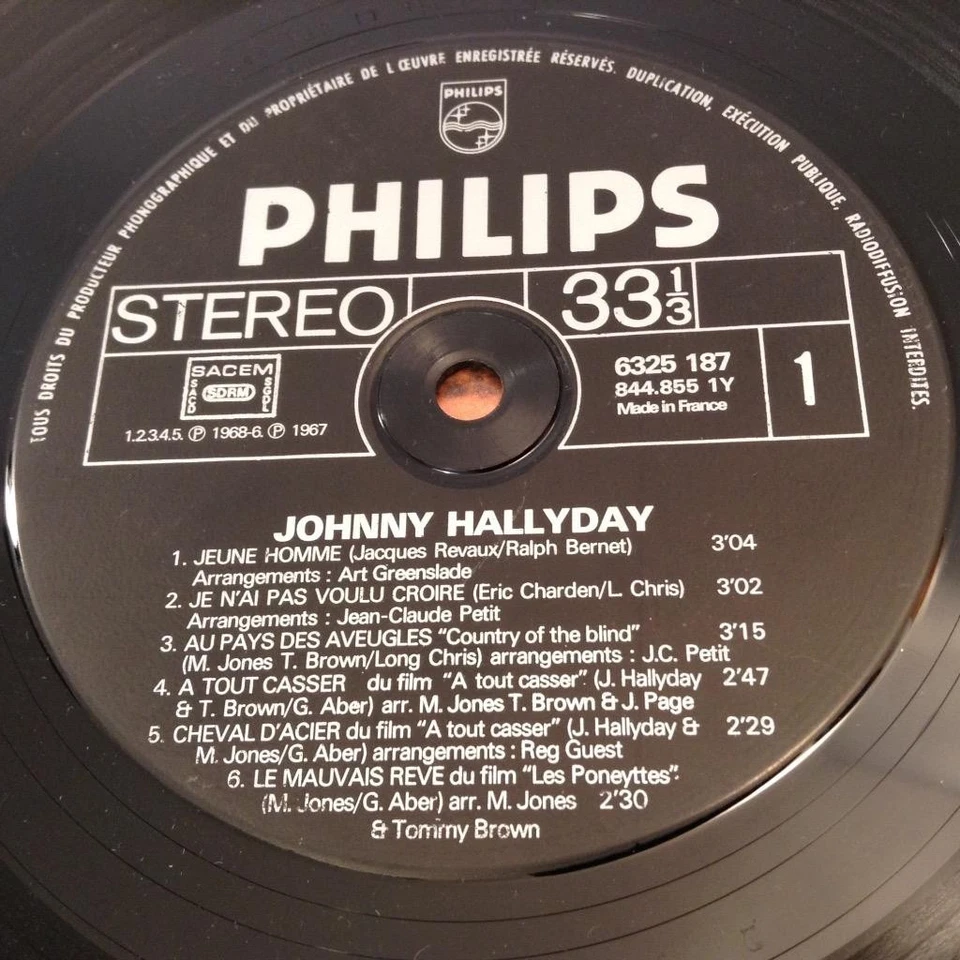 TOUS DROITS DU PRODUCTEUR PHONOGRAPHIQUE ET DU PROPRIÉTAIRE DE L ŒUVRE ENREGISTRÉE RÉSERVÉS. DUPLICATION, EXÉCUTION PUBLIQUE, RADIODIFFUSION INTERDITES.
PHILIPS
PHILIPS
STEREO
33 1/3
SACEM
SACD
SDRM
SGDL
1.2.3.4.5. Ⓟ 1968-6. Ⓟ 1967
6325 187
844.855 1Y
Made in France
1
JOHNNY HALLYDAY
1. JEUNE HOMME (Jacques Revaux/Ralph Bernet) 3'04
Arrangements : Art Greenslade
2. JE N'AI PAS VOULU CROIRE (Eric Charden/L. Chris) 3'02
Arrangements : Jean-Claude Petit
3. AU PAYS DES AVEUGLES "Country of the blind" 3'15
(M. Jones T. Brown/Long Chris) arrangements : J.C. Petit
4. A TOUT CASSER du film "A tout casser" (J. Hallyday 2'47
& T. Brown/G. Aber) arr. M. Jones T. Brown & J. Page
5. CHEVAL D'ACIER du film "A tout casser" (J. Hallyday & 2'29
M. Jones/G. Aber) arrangements : Reg Guest
6. LE MAUVAIS REVE du film "Les Poneyttes".
(M. Jones/G. Aber) arr. M. Jones 2'30
& Tommy Brown